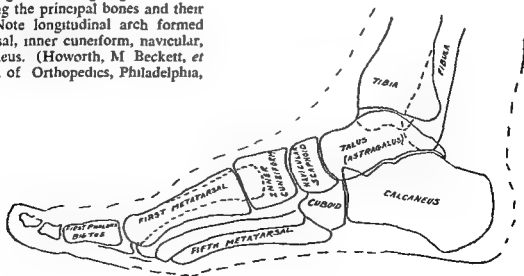 g the principal bones and their
Note longitudinal arch formed
sal, inner cuneiform, navicular,
eus. (Howorth, M Beckett, et
of Orthopedics, Philadelphia,
TIBIA
FIBULA
TALUS
(ASTRAGALUS)
NAVICULAR
SCAPHOID
INNER
CUNEIFORM
FIRST METATARSAL
CUBOID
CALCANEUS
FIRST PHALANX
BIG TOE
FIFTH METATARSAL